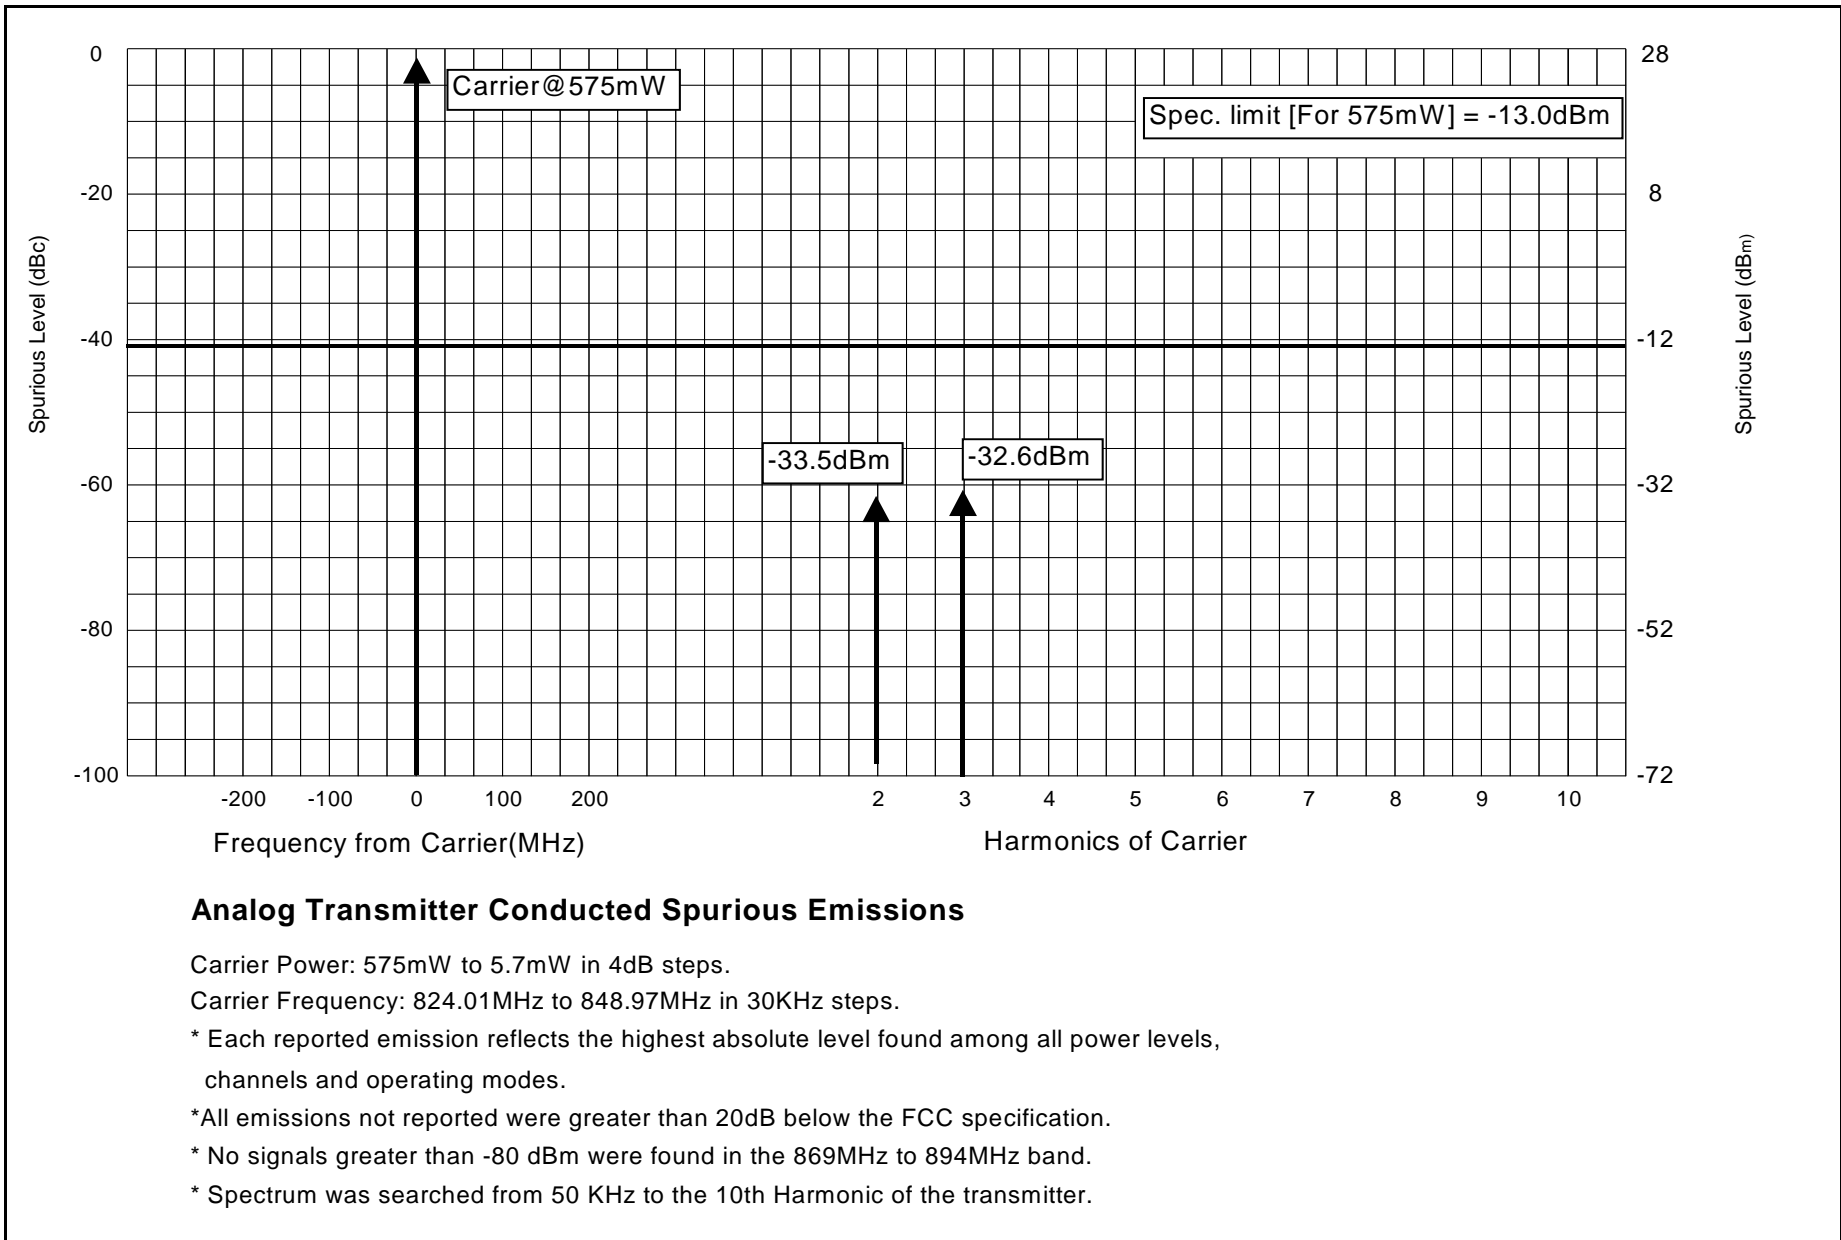 0
28
Carrier@575mW
Spec. limit [For 575mW] = -13.0dBm
-20
8
Spurious Level (dBc)
Spurious Level (dBm)
-40
-12
-33.5dBm
-32.6dBm
-60
-32
-80
-52
-100
-72
-200 -100 0 100 200 2 3 4 5 6 7 8 9 10
Frequency from Carrier(MHz)
Harmonics of Carrier
Analog Transmitter Conducted Spurious Emissions
Carrier Power: 575mW to 5.7mW in 4dB steps.
Carrier Frequency: 824.01MHz to 848.97MHz in 30KHz steps.
* Each reported emission reflects the highest absolute level found among all power levels,
channels and operating modes.
*All emissions not reported were greater than 20dB below the FCC specification.
* No signals greater than -80 dBm were found in the 869MHz to 894MHz band.
* Spectrum was searched from 50 KHz to the 10th Harmonic of the transmitter.